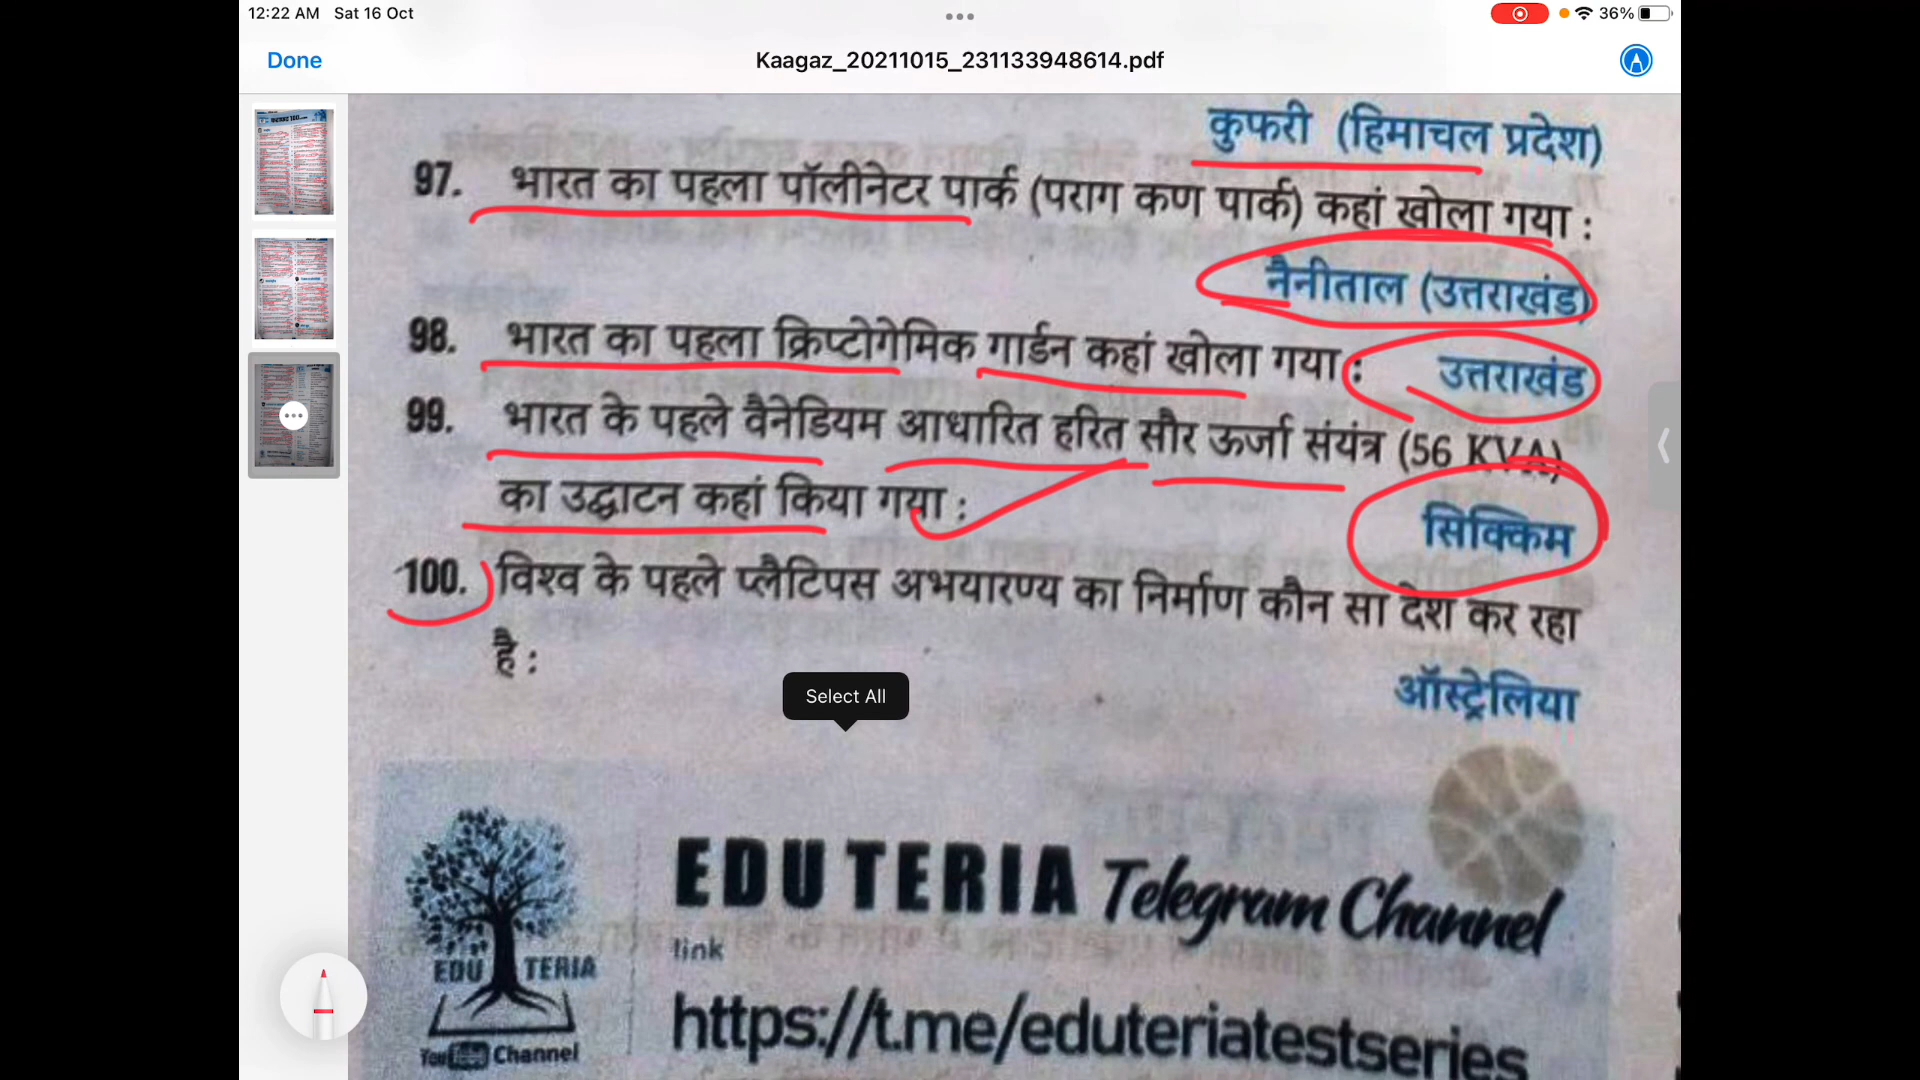 12:22 AM Sat 16 Oct
36%
Done
Kaagaz_20211015_231133948614.pdf
कुफरी (हिमाचल प्रदेश)
97. भारत का पहला पॉलीनेटर पार्क (पराग कण पार्क) कहां खोला गया :
नैनीताल (उत्तराखंड)
98. भारत का पहला क्रिप्टोगेमिक गार्डन कहां खोला गया : उत्तराखंड
99. भारत के पहले वैनेडियम आधारित हरित सौर ऊर्जा संयंत्र (56 KVA)
का उद्घाटन कहां किया गया :
सिक्किम
100. विश्व के पहले प्लैटिपस अभयारण्य का निर्माण कौन सा देश कर रहा
है :
ऑस्ट्रेलिया
Select All
EDU TERIA
YouTube Channel
EDUTERIA Telegram Channel
link
https://t.me/eduteriatestseries